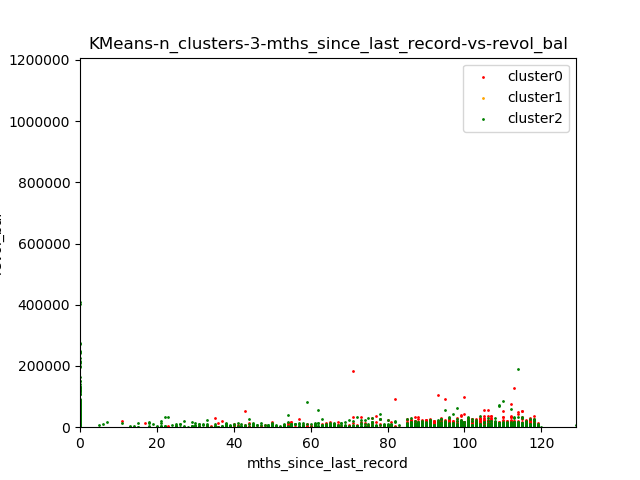 KMeans-n_clusters-3-mths_since_last_record-vs-revol_bal
1200000
1000000
800000
600000
400000
200000
0
cluster0
cluster1
cluster2
0 20 40 60 80 100 120
mths_since_last_record